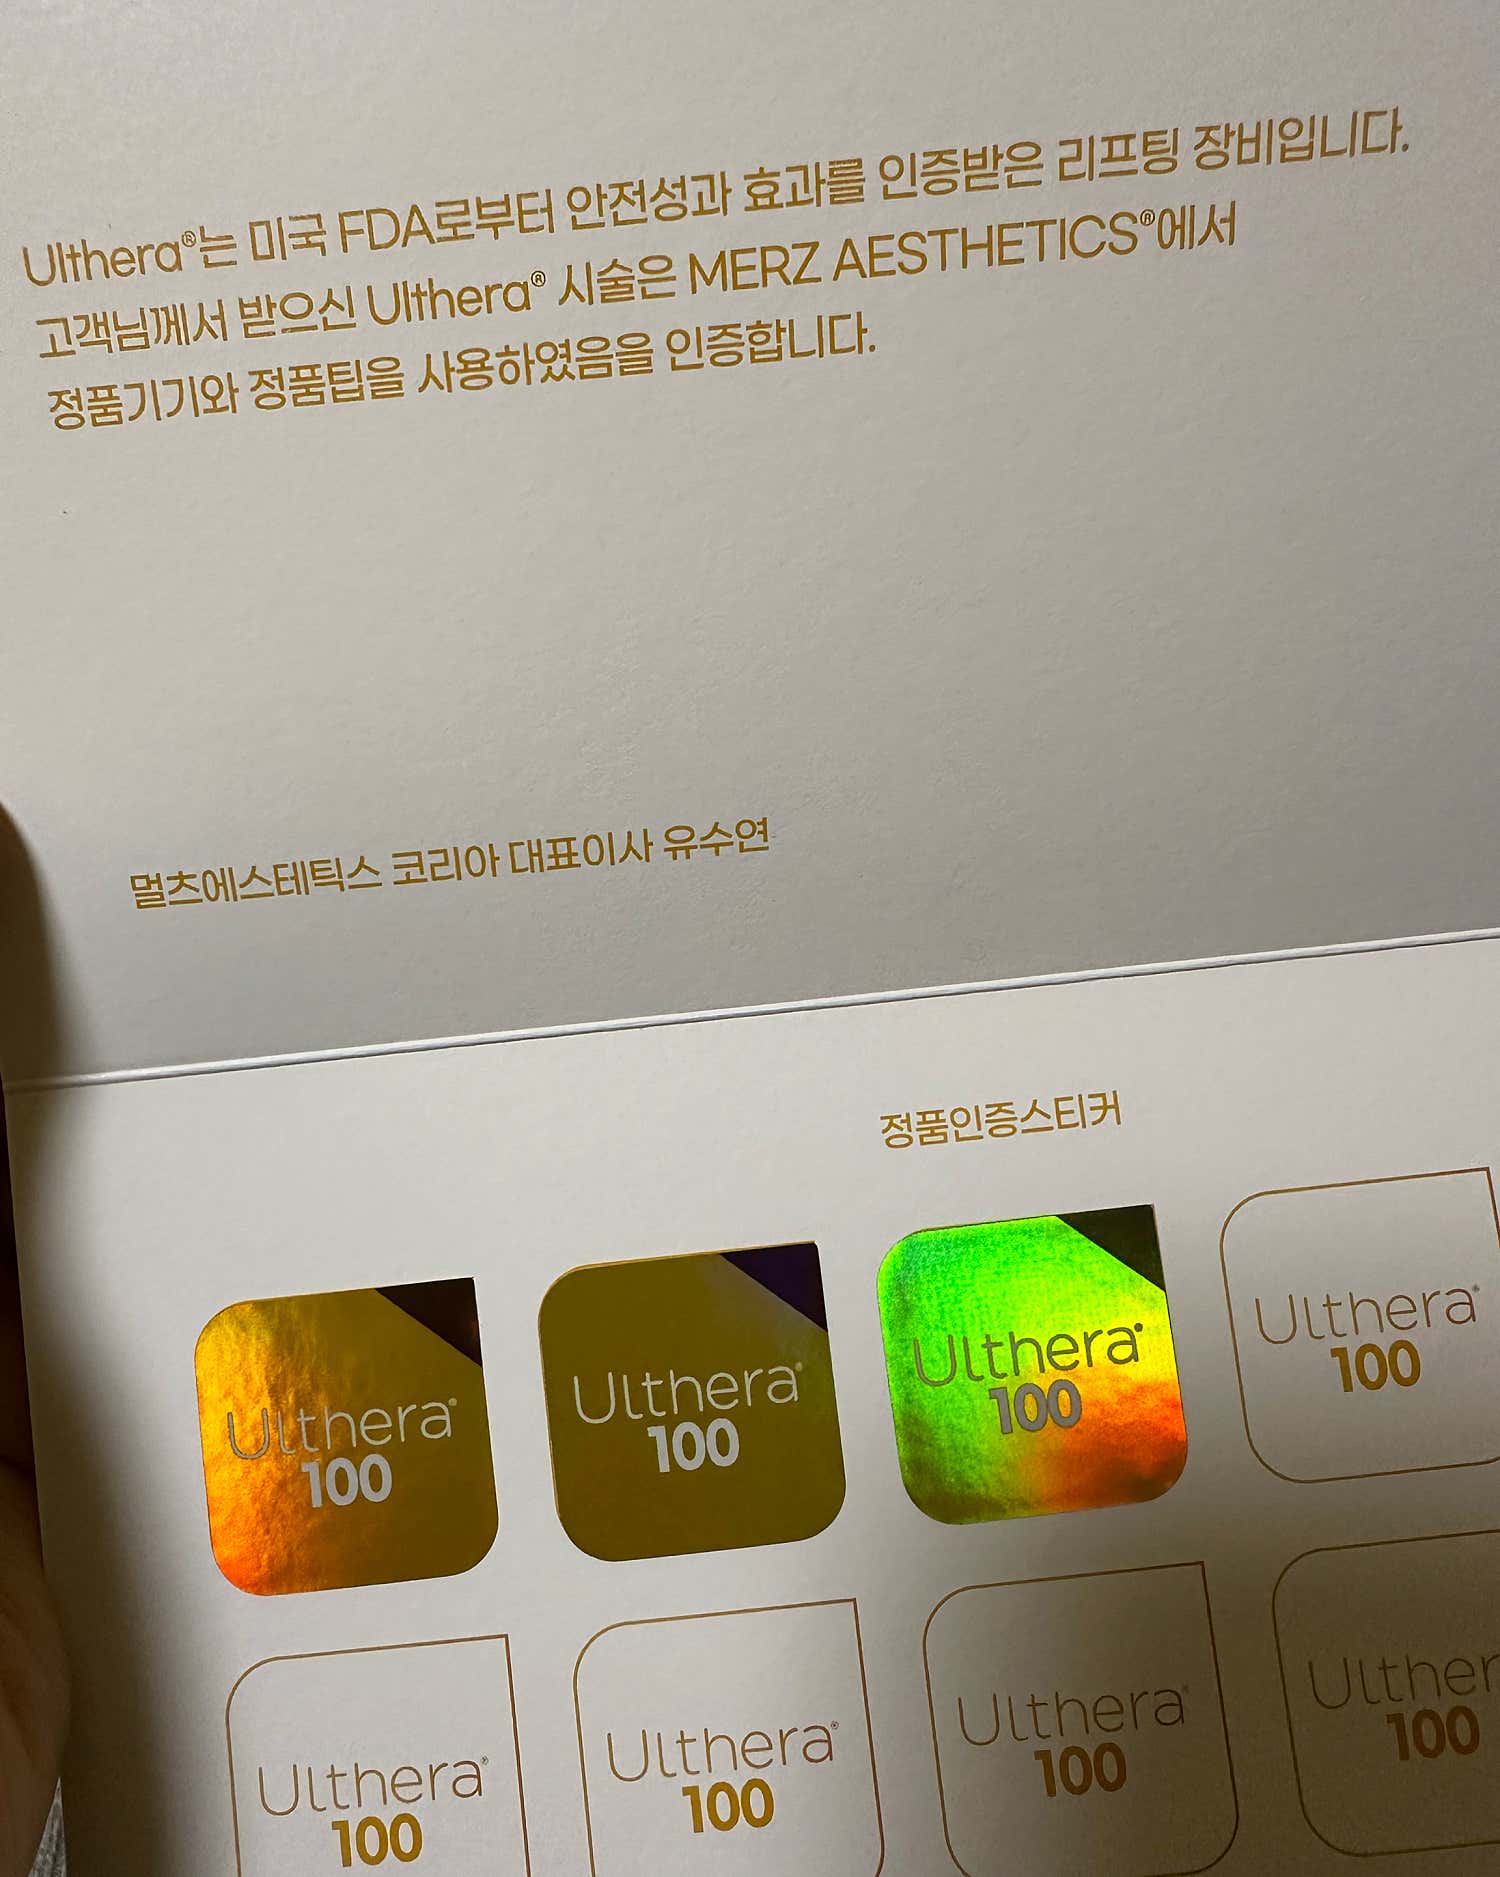 Ulthera®는 미국 FDA로부터 안전성과 효과를 인증받은 리프팅 장비입니다.
고객님께서 받으신 Ulthera® 시술은 MERZ AESTHETICS®에서
정품기기와 정품팁을 사용하였음을 인증합니다.
멀츠에스테틱스 코리아 대표이사 유수연
정품인증스티커
Ulthera®
100
Ulthera®
100
Ulthera®
100
Ulthera®
100
Ulthera®
100
Ulthera®
100
Ulthera®
100
Ulther
100